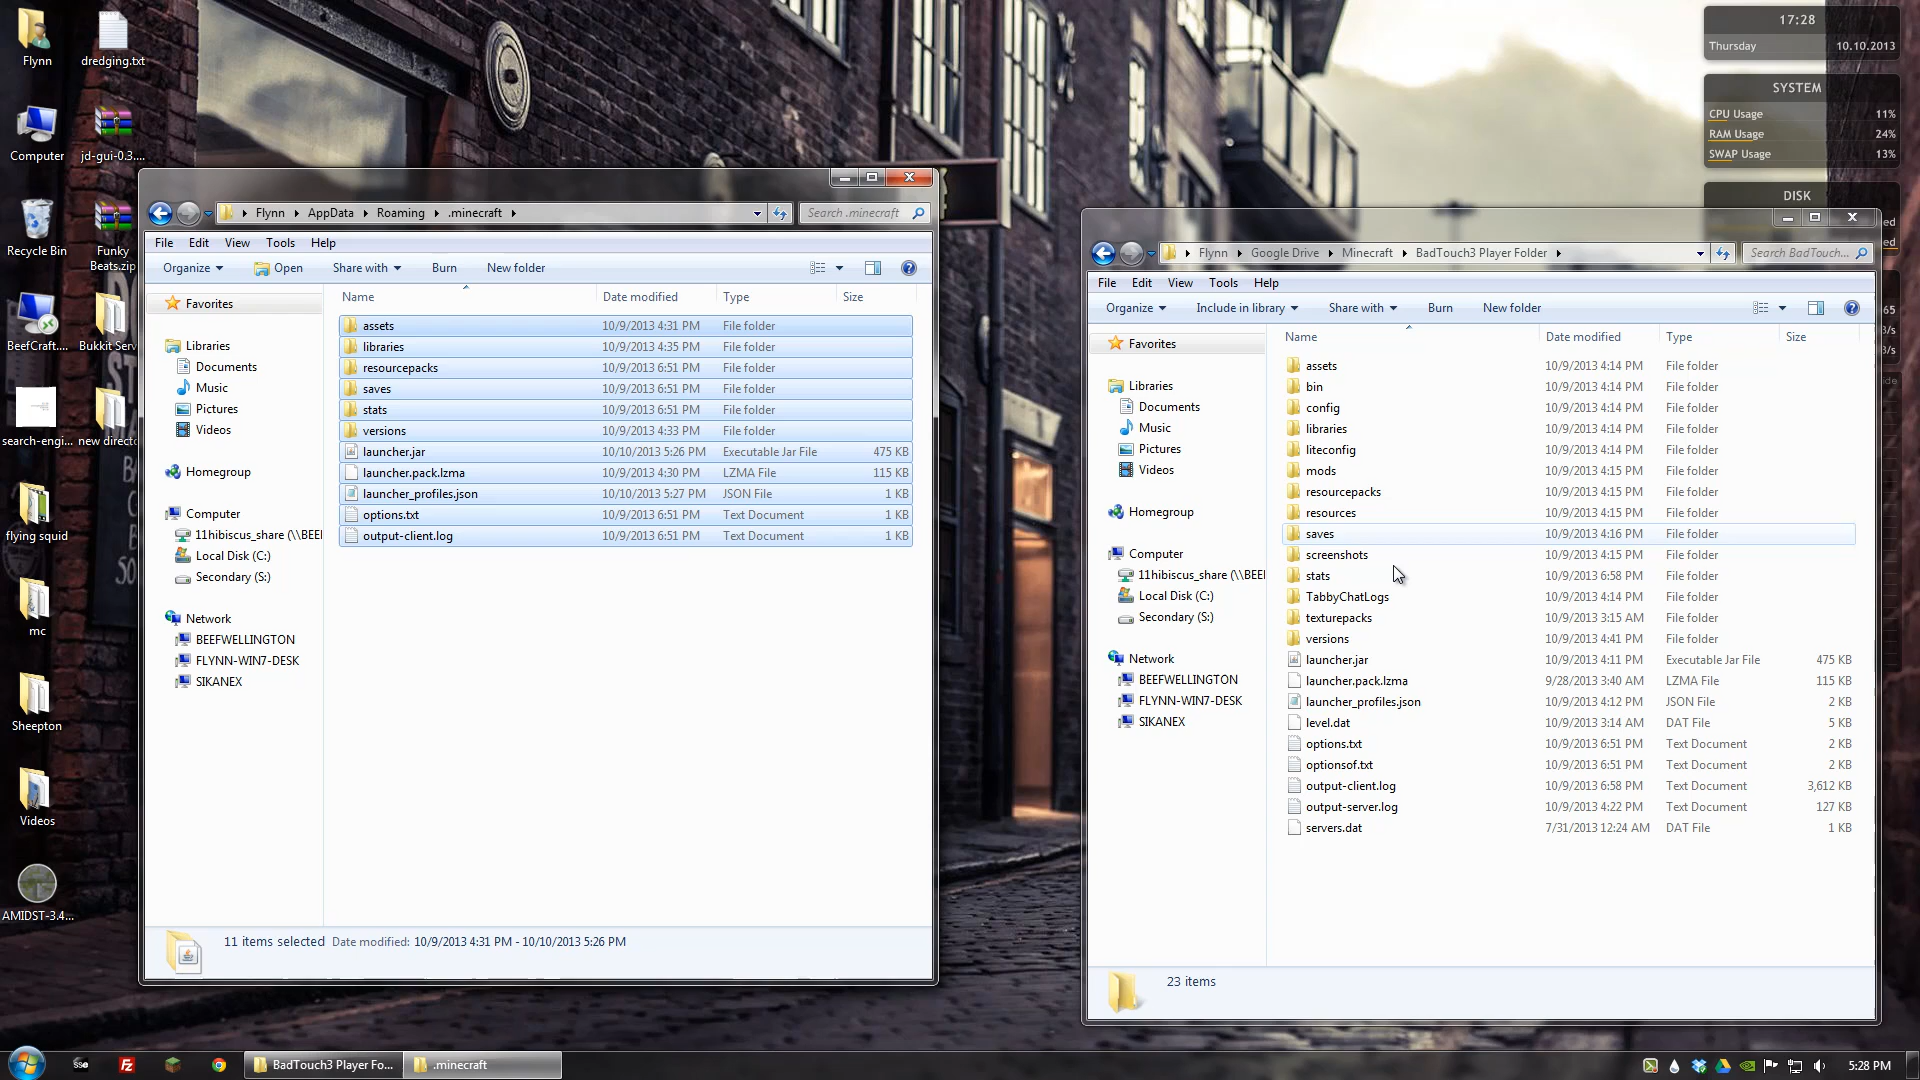 Flynn
dredging.txt
Computer
jd-gui-0.3....
Recycle Bin
Funky
Beats.zip
BeefCraft....
Bukkit Serv
search-engi...
new directo
flying squid
mc
Sheepton
Videos
AMIDST-3.4...
Flynn
AppData
Roaming
.minecraft
Search .minecraft
File Edit View Tools Help
Organize Open Share with Burn New folder
Favorites
Libraries
Documents
Music
Pictures
Videos
Homegroup
Computer
11hibiscus_share (\\BEEI
Local Disk (C:)
Secondary (S:)
Network
BEEFWELLINGTON
FLYNN-WIN7-DESK
SIKANEX
Name Date modified Type Size
assets 10/9/2013 4:31 PM File folder
libraries 10/9/2013 4:35 PM File folder
resourcepacks 10/9/2013 6:51 PM File folder
saves 10/9/2013 6:51 PM File folder
stats 10/9/2013 6:51 PM File folder
versions 10/9/2013 4:33 PM File folder
launcher.jar 10/10/2013 5:26 PM Executable Jar File 475 KB
launcher.pack.lzma 10/9/2013 4:30 PM LZMA File 115 KB
launcher_profiles.json 10/10/2013 5:27 PM JSON File 1 KB
options.txt 10/9/2013 6:51 PM Text Document 1 KB
output-client.log 10/9/2013 6:51 PM Text Document 1 KB
11 items selected Date modified: 10/9/2013 4:31 PM - 10/10/2013 5:26 PM
17:28
Thursday 10.10.2013
SYSTEM
CPU Usage 11%
RAM Usage 24%
SWAP Usage 13%
DISK
Flynn
Google Drive
Minecraft
BadTouch3 Player Folder
Search BadTouch...
File Edit View Tools Help
Organize Include in library Share with Burn New folder
Favorites
Libraries
Documents
Music
Pictures
Videos
Homegroup
Computer
11hibiscus_share (\\BEEI
Local Disk (C:)
Secondary (S:)
Network
BEEFWELLINGTON
FLYNN-WIN7-DESK
SIKANEX
Name Date modified Type Size
assets 10/9/2013 4:14 PM File folder
bin 10/9/2013 4:14 PM File folder
config 10/9/2013 4:14 PM File folder
libraries 10/9/2013 4:14 PM File folder
liteconfig 10/9/2013 4:14 PM File folder
mods 10/9/2013 4:15 PM File folder
resourcepacks 10/9/2013 4:15 PM File folder
resources 10/9/2013 4:15 PM File folder
saves 10/9/2013 4:16 PM File folder
screenshots 10/9/2013 4:15 PM File folder
stats 10/9/2013 6:58 PM File folder
TabbyChatLogs 10/9/2013 4:14 PM File folder
texturepacks 10/9/2013 3:15 AM File folder
versions 10/9/2013 4:41 PM File folder
launcher.jar 10/9/2013 4:11 PM Executable Jar File 475 KB
launcher.pack.lzma 9/28/2013 3:40 AM LZMA File 115 KB
launcher_profiles.json 10/9/2013 4:12 PM JSON File 2 KB
level.dat 10/9/2013 3:14 AM DAT File 5 KB
options.txt 10/9/2013 6:51 PM Text Document 2 KB
optionsof.txt 10/9/2013 6:51 PM Text Document 2 KB
output-client.log 10/9/2013 6:58 PM Text Document 3,612 KB
output-server.log 10/9/2013 4:22 PM Text Document 127 KB
servers.dat 7/31/2013 12:24 AM DAT File 1 KB
23 items
BadTouch3 Player Fo...
.minecraft
5:28 PM